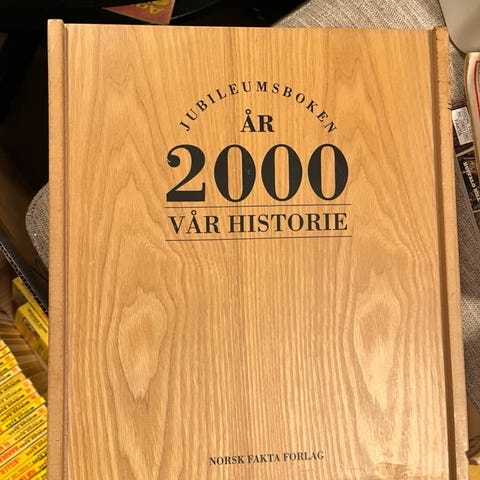 JUBILEUMSBOKEN
ÅR
2000
VÅR HISTORIE
NORSK FAKTA FORLAG